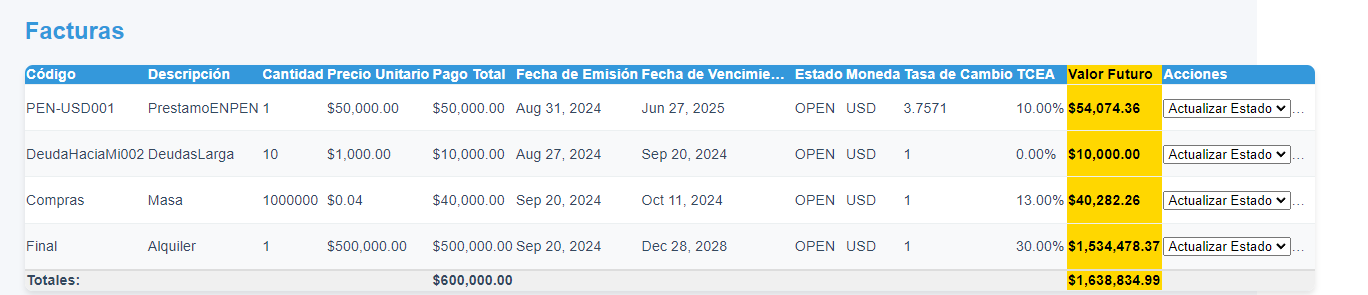 Facturas
Código Descripción Cantidad Precio Unitario Pago Total Fecha de Emisión Fecha de Vencimie... Estado Moneda Tasa de Cambio TCEA Valor Futuro Acciones
PEN-USD001 PrestamoENPEN 1 $50,000.00 $50,000.00 Aug 31, 2024 Jun 27, 2025 OPEN USD 3.7571 10.00% $54,074.36 Actualizar Estado ...
DeudaHaciaMi002 DeudasLarga 10 $1,000.00 $10,000.00 Aug 27, 2024 Sep 20, 2024 OPEN USD 1 0.00% $10,000.00 Actualizar Estado ...
Compras Masa 1000000 $0.04 $40,000.00 Sep 20, 2024 Oct 11, 2024 OPEN USD 1 13.00% $40,282.26 Actualizar Estado ...
Final Alquiler 1 $500,000.00 $500,000.00 Sep 20, 2024 Dec 28, 2028 OPEN USD 1 30.00% $1,534,478.37 Actualizar Estado ...
Totales: $600,000.00 $1,638,834.99